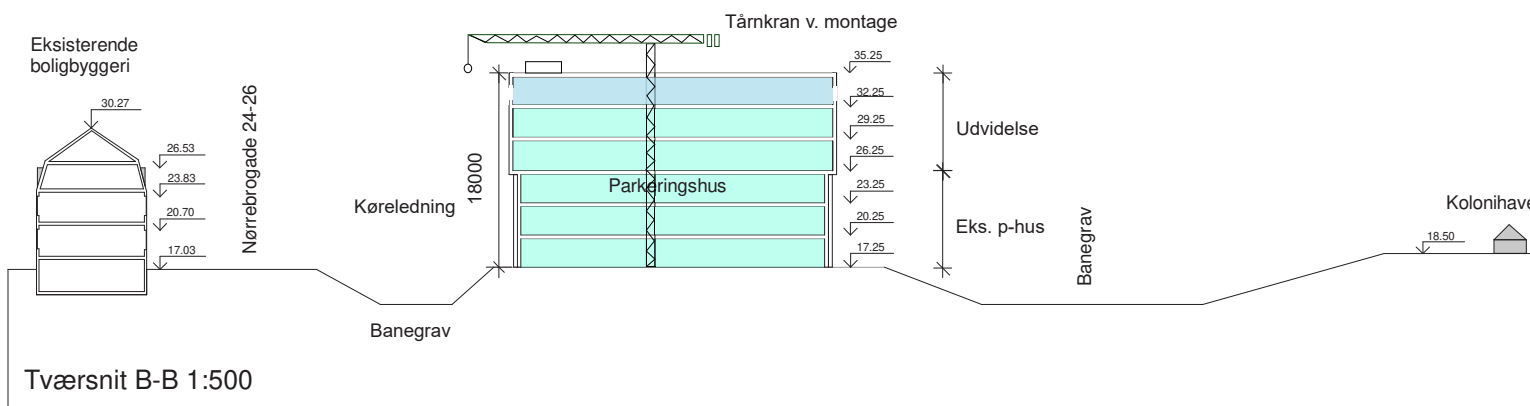 Tårnkran v. montage
Eksisterende
boligbyggeri
30.27
26.53
23.83
20.70
17.03
Nørrebrogade 24-26
Køreledning
18000
Parkeringshus
35.25
32.25
29.25
26.25
23.25
20.25
17.25
Udvidelse
Eks. p-hus
Banegrav
Banegrav
18.50
Kolonihave
Tværsnit B-B 1:500